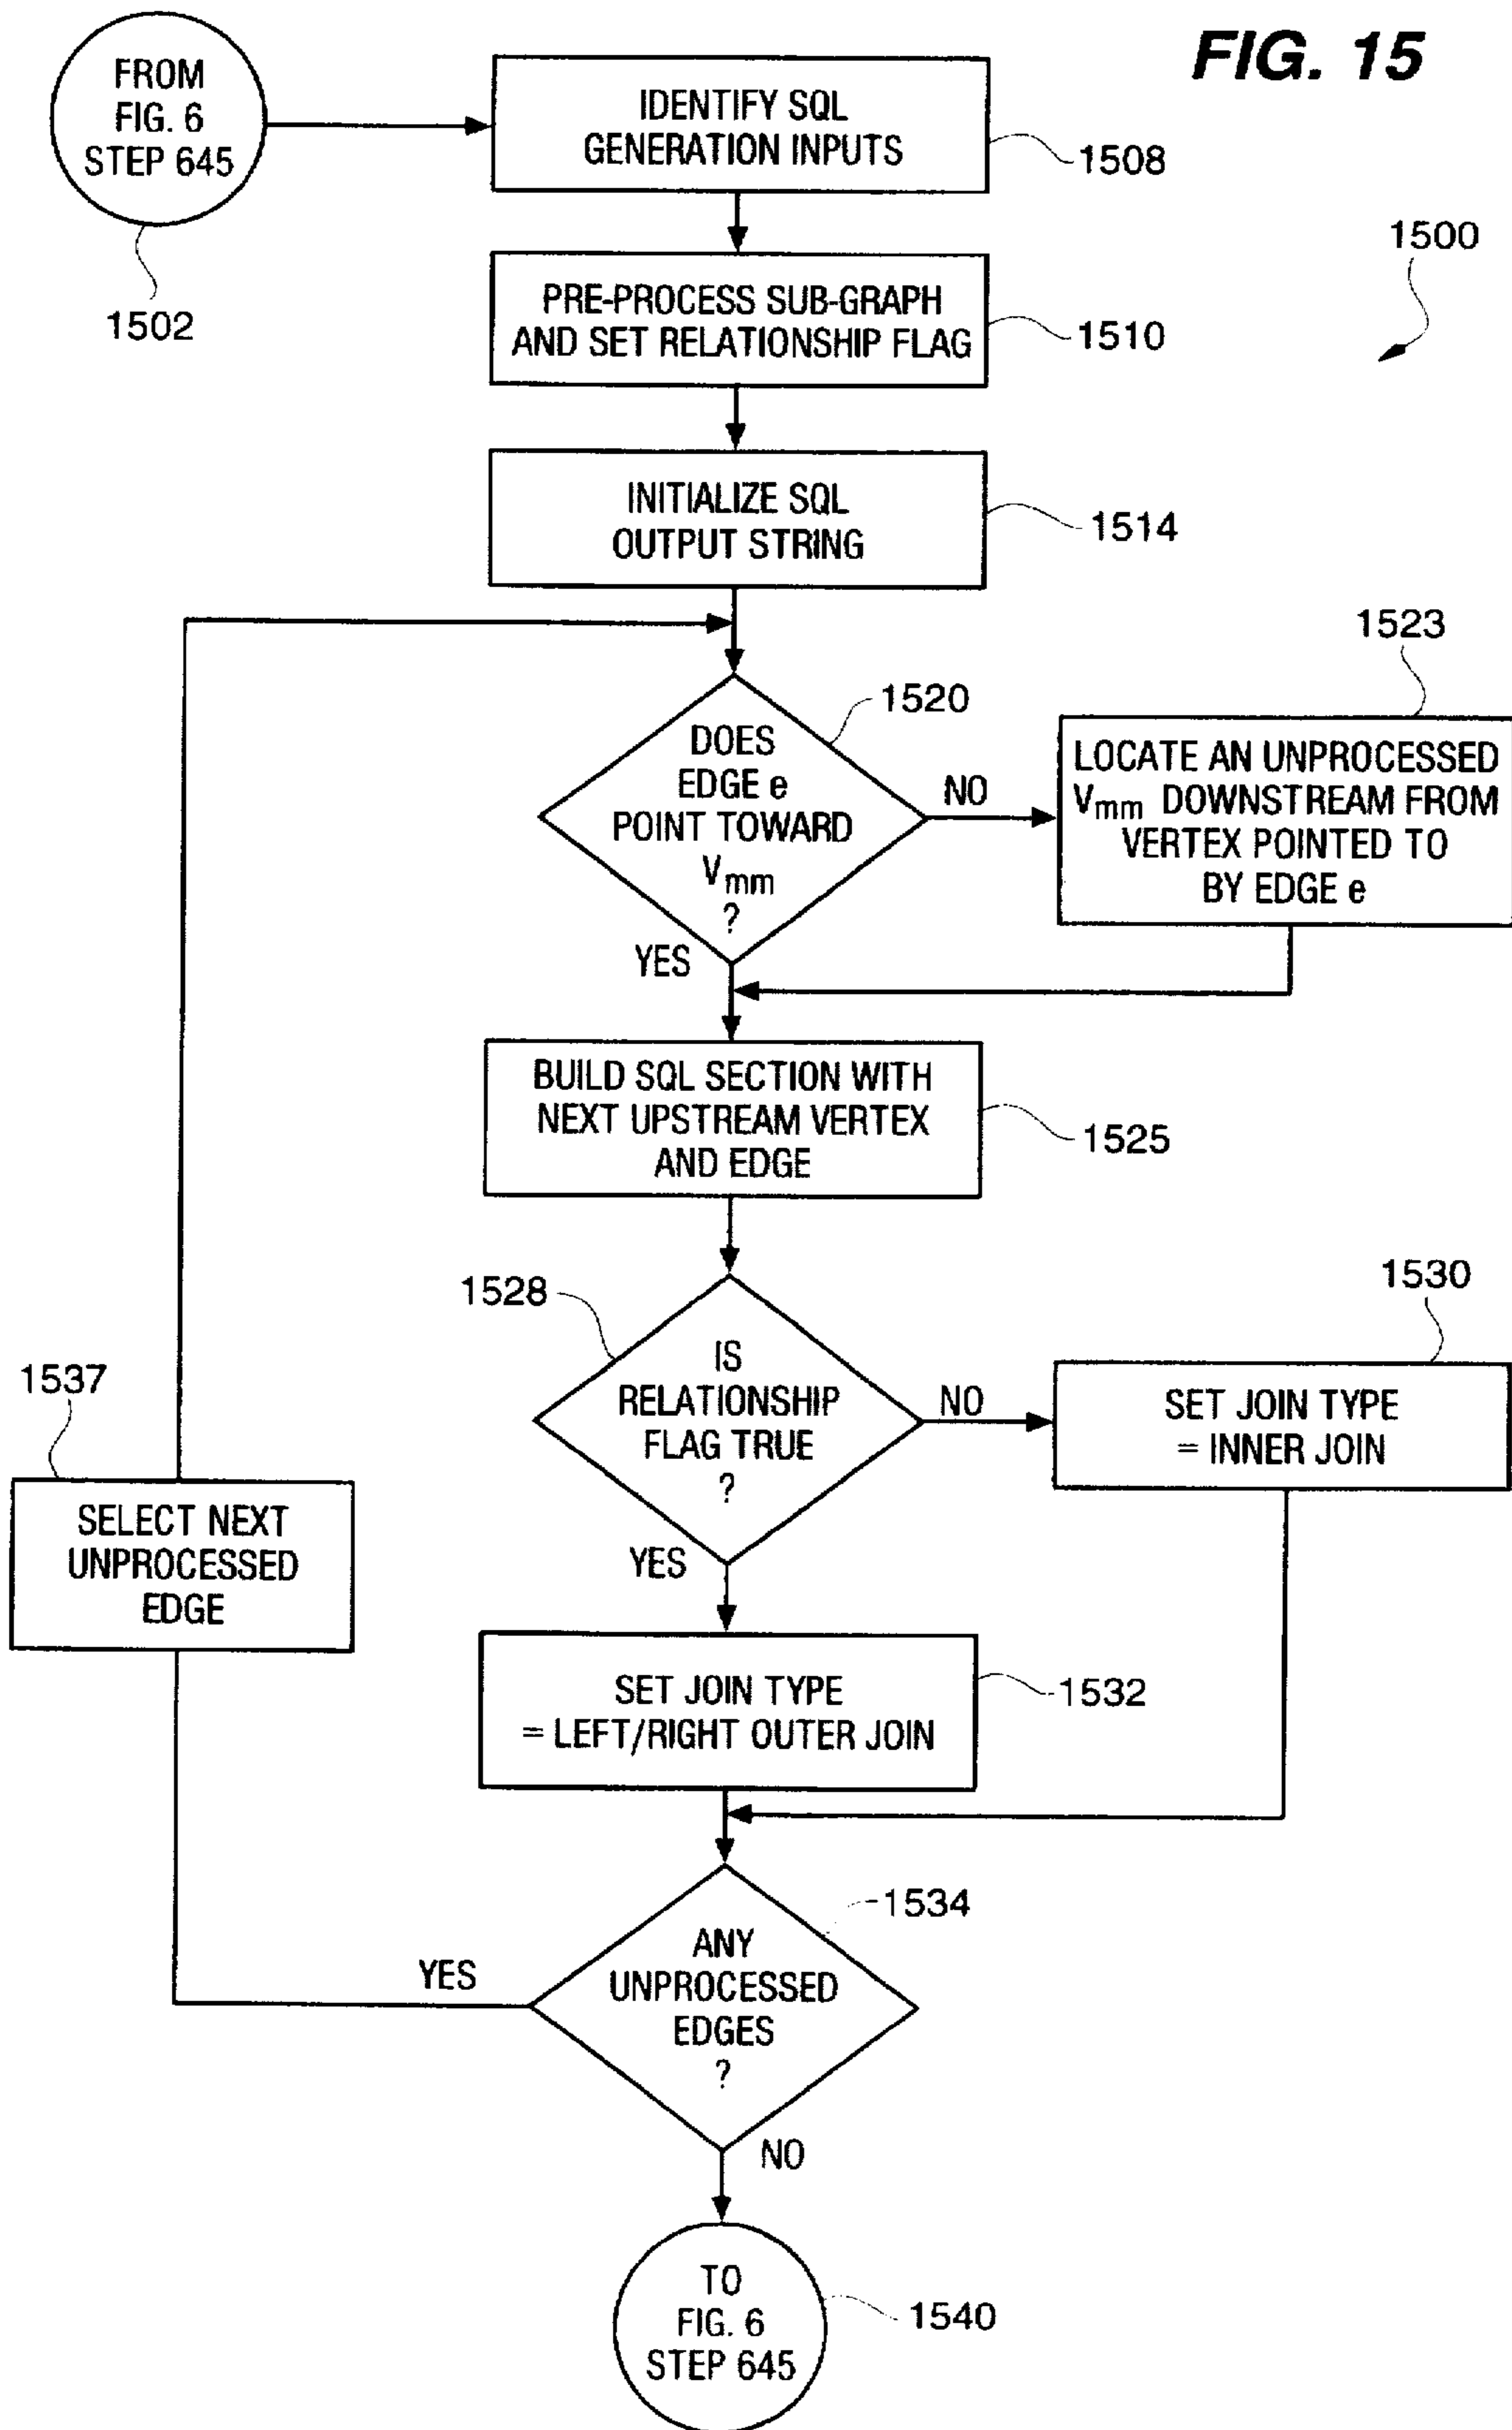 FIG. 15
FROM
FIG. 6
STEP 645
1502
IDENTIFY SQL
GENERATION INPUTS
1508
1500
PRE-PROCESS SUB-GRAPH
AND SET RELATIONSHIP FLAG
1510
INITIALIZE SQL
OUTPUT STRING
1514
1520
DOES
EDGE e
POINT TOWARD
Vmm
?
NO
YES
1523
LOCATE AN UNPROCESSED
Vmm DOWNSTREAM FROM
VERTEX POINTED TO
BY EDGE e
BUILD SQL SECTION WITH
NEXT UPSTREAM VERTEX
AND EDGE
1525
1528
IS
RELATIONSHIP
FLAG TRUE
?
NO
YES
1530
SET JOIN TYPE
= INNER JOIN
1537
SELECT NEXT
UNPROCESSED
EDGE
SET JOIN TYPE
= LEFT/RIGHT OUTER JOIN
1532
1534
ANY
UNPROCESSED
EDGES
?
YES
NO
TO
FIG. 6
STEP 645
1540